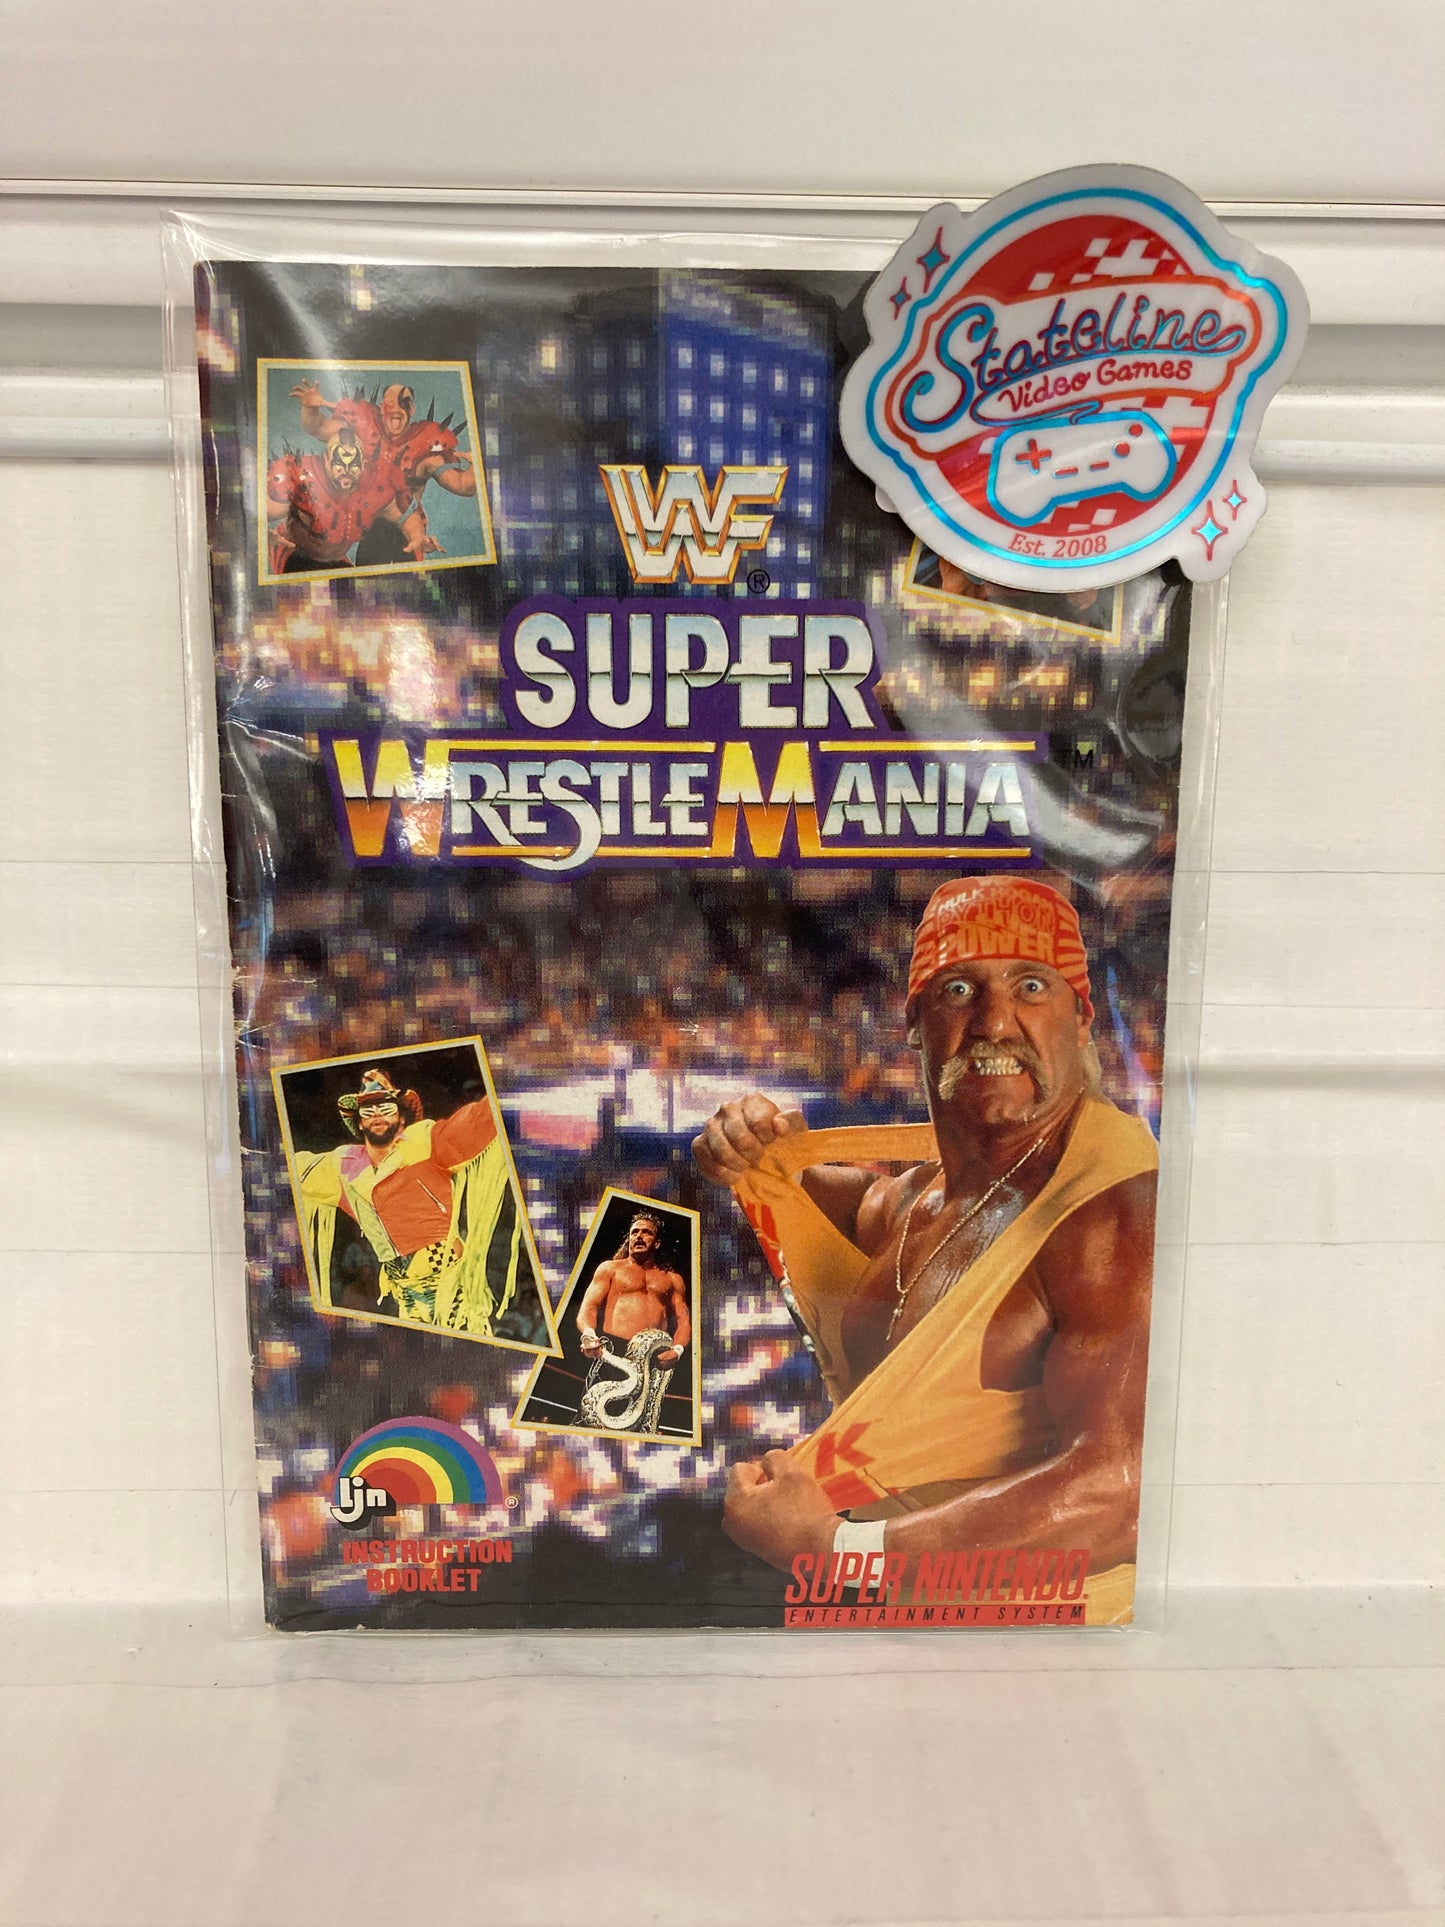 Stateline
Video Games
Est. 2008
WF
®
SUPER
WRESTLEMANIA
TM
HULK
PYTHON
POWER
ljn
®
INSTRUCTION
BOOKLET
SUPER NINTENDO
ENTERTAINMENT SYSTEM